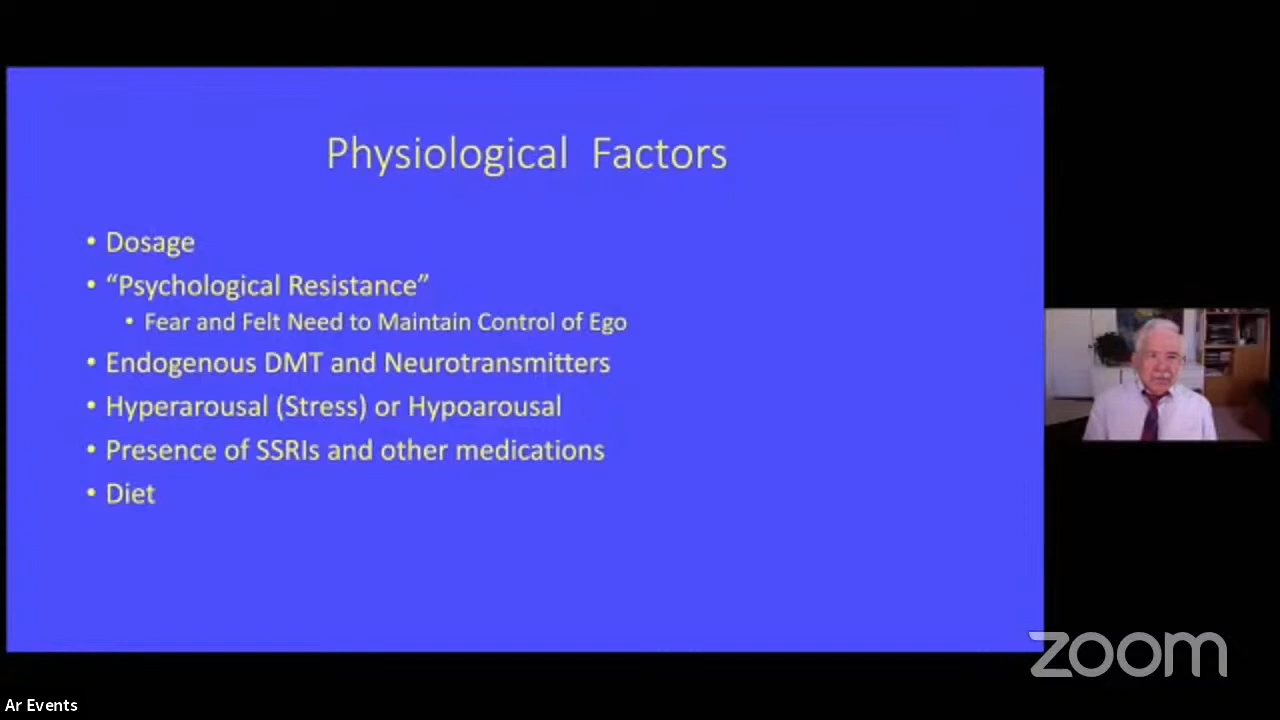 Physiological Factors
• Dosage
• “Psychological Resistance”
• Fear and Felt Need to Maintain Control of Ego
• Endogenous DMT and Neurotransmitters
• Hyperarousal (Stress) or Hypoarousal
• Presence of SSRIs and other medications
• Diet
zoom
Ar Events